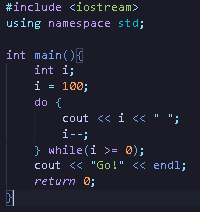 #include <iostream>
using namespace std;

int main(){
    int i;
    i = 100;
    do {
        cout << i << " ";
        i--;
    } while(i >= 0);
    cout << "Go!" << endl;
    return 0;
}